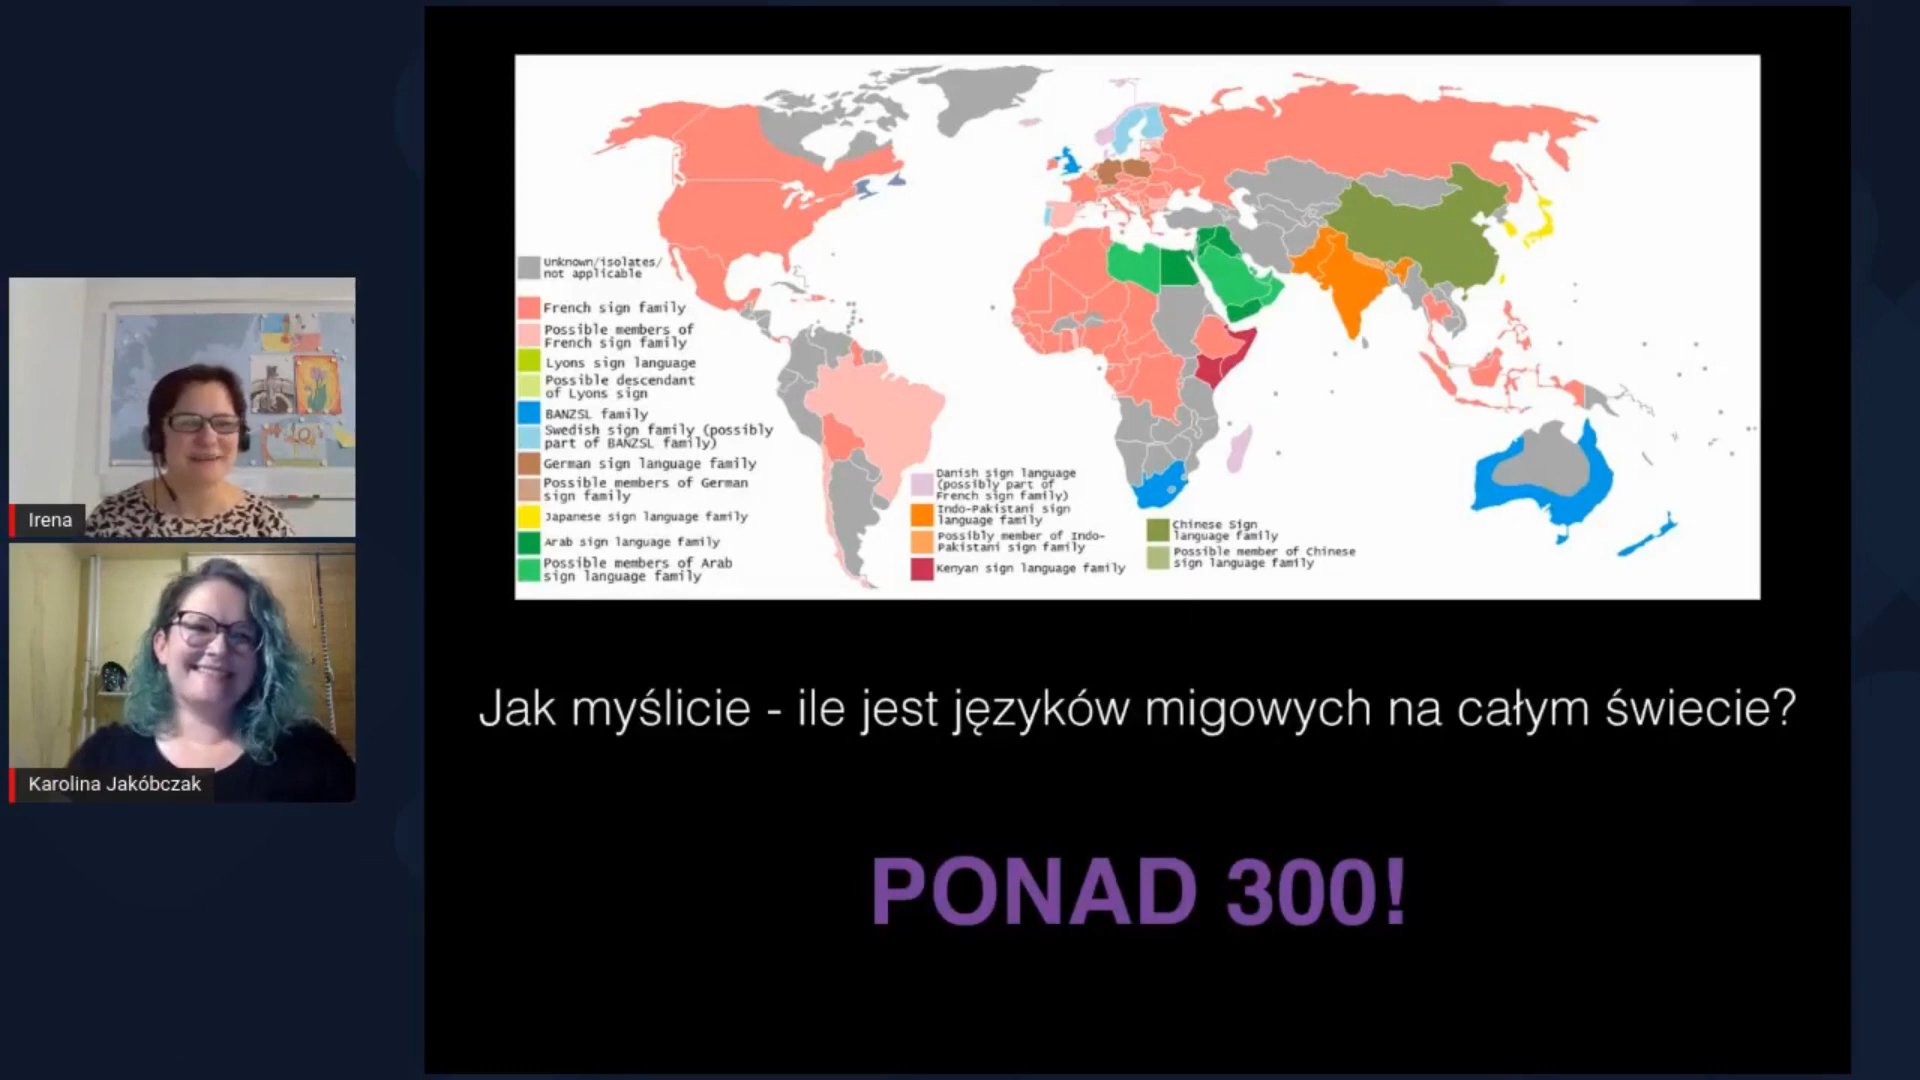 Unknown/isolates/
not applicable
French sign family
Possible members of
French sign family
Lyons sign language
Possible descendant
of Lyons sign
BANZSL family
Swedish sign family (possibly
part of BANZSL family)
German sign language family
Possible members of German
sign family
Japanese sign language family
Arab sign language family
Possible members of Arab
sign language family
Danish sign language
(possibly part of
French sign family)
Indo-Pakistani sign
language family
Possibly member of Indo-
Pakistani sign family
Kenyan sign language family
Chinese Sign
language family
Possible member of Chinese
sign language family
Irena
Karolina Jakóbczak
Jak myślicie - ile jest języków migowych na całym świecie?
PONAD 300!